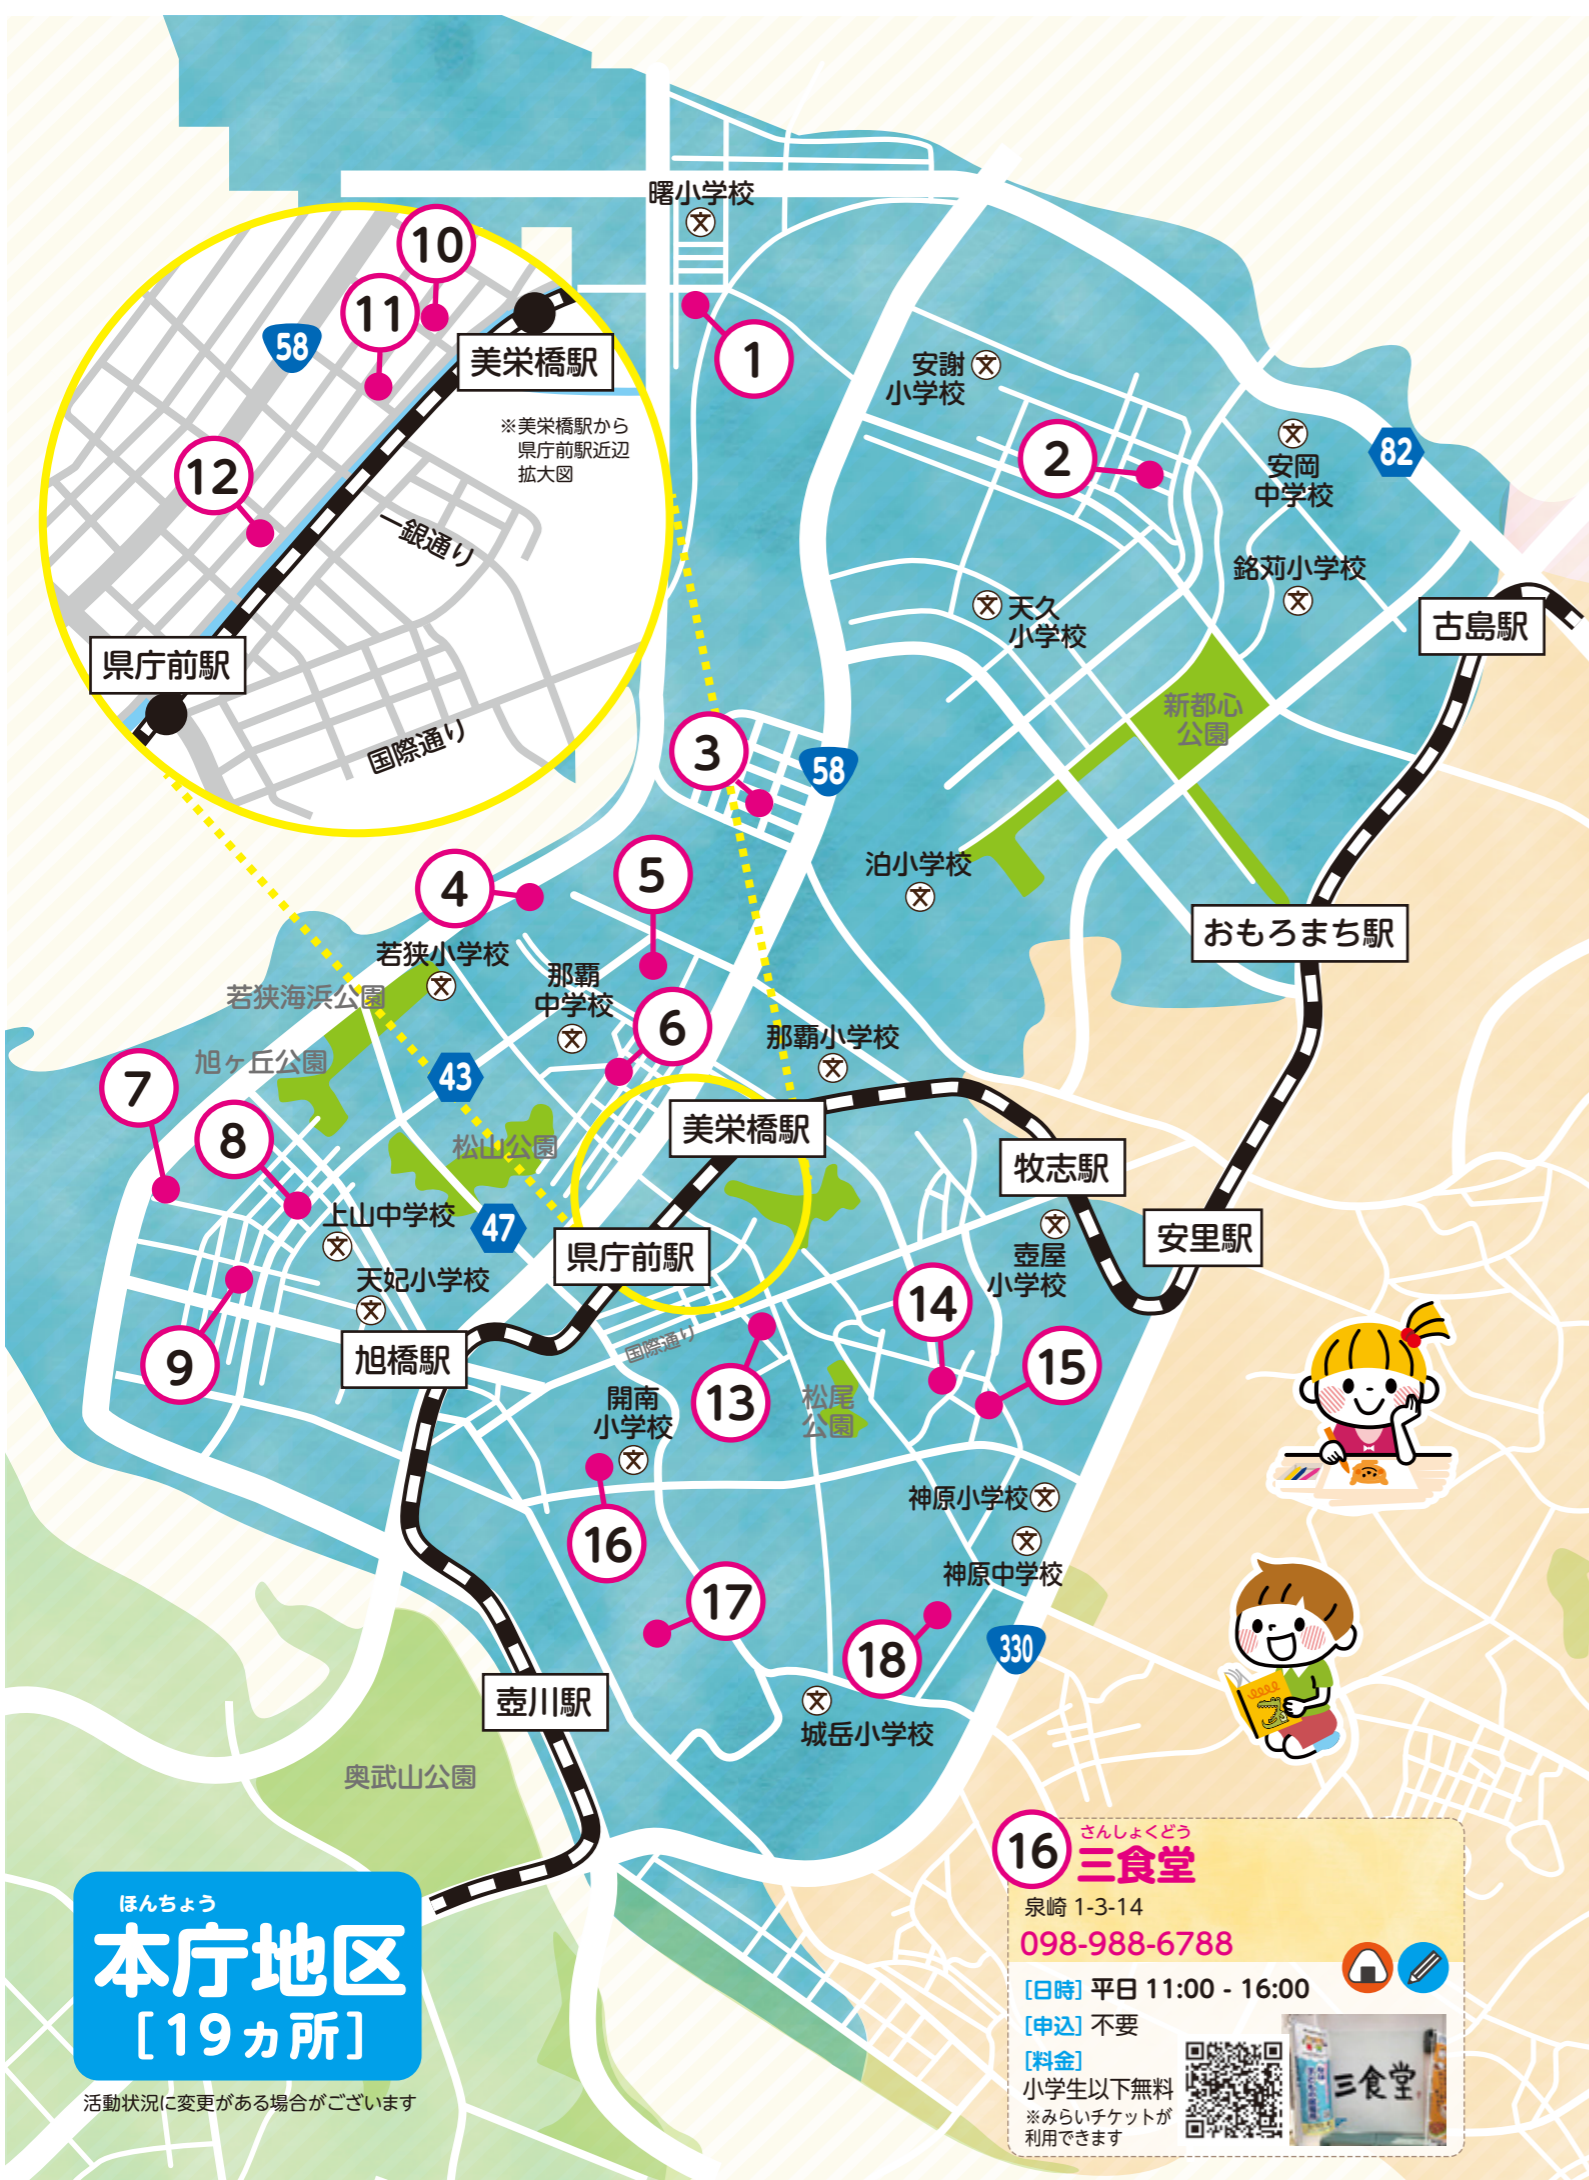 曙小学校
10
11
58
美栄橋駅
※美栄橋駅から
県庁前駅近辺
拡大図
12
一銀通り
県庁前駅
国際通り
1
安謝
小学校
2
安岡
中学校
82
銘苅小学校
天久
小学校
古島駅
新都心
公園
3
58
泊小学校
おもろまち駅
4
5
若狭小学校
若狭海浜公園
那覇
中学校
6
那覇小学校
旭ヶ丘公園
7
43
8
松山公園
美栄橋駅
牧志駅
上山中学校
47
県庁前駅
安里駅
壺屋
小学校
天妃小学校
9
旭橋駅
国際通り
14
15
13
開南
小学校
松尾
公園
16
神原小学校
神原中学校
17
18
330
壺川駅
城岳小学校
奥武山公園
ほんちょう
本庁地区
[19ヵ所]
活動状況に変更がある場合がございます
16
さんしょくどう
三食堂
泉崎 1-3-14
098-988-6788
[日時] 平日 11:00 - 16:00
[申込] 不要
[料金]
小学生以下無料
※みらいチケットが
利用できます
三食堂